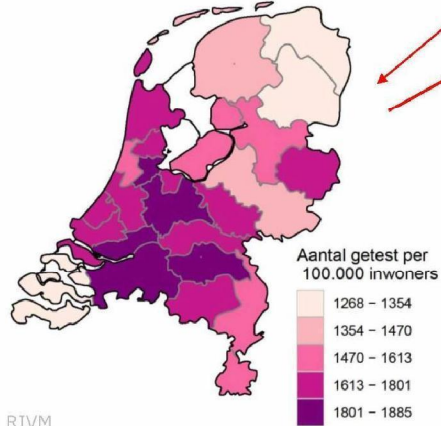 Aantal getest per
100.000 inwoners
1268 – 1354
1354 – 1470
1470 – 1613
1613 – 1801
1801 – 1885
RIVM